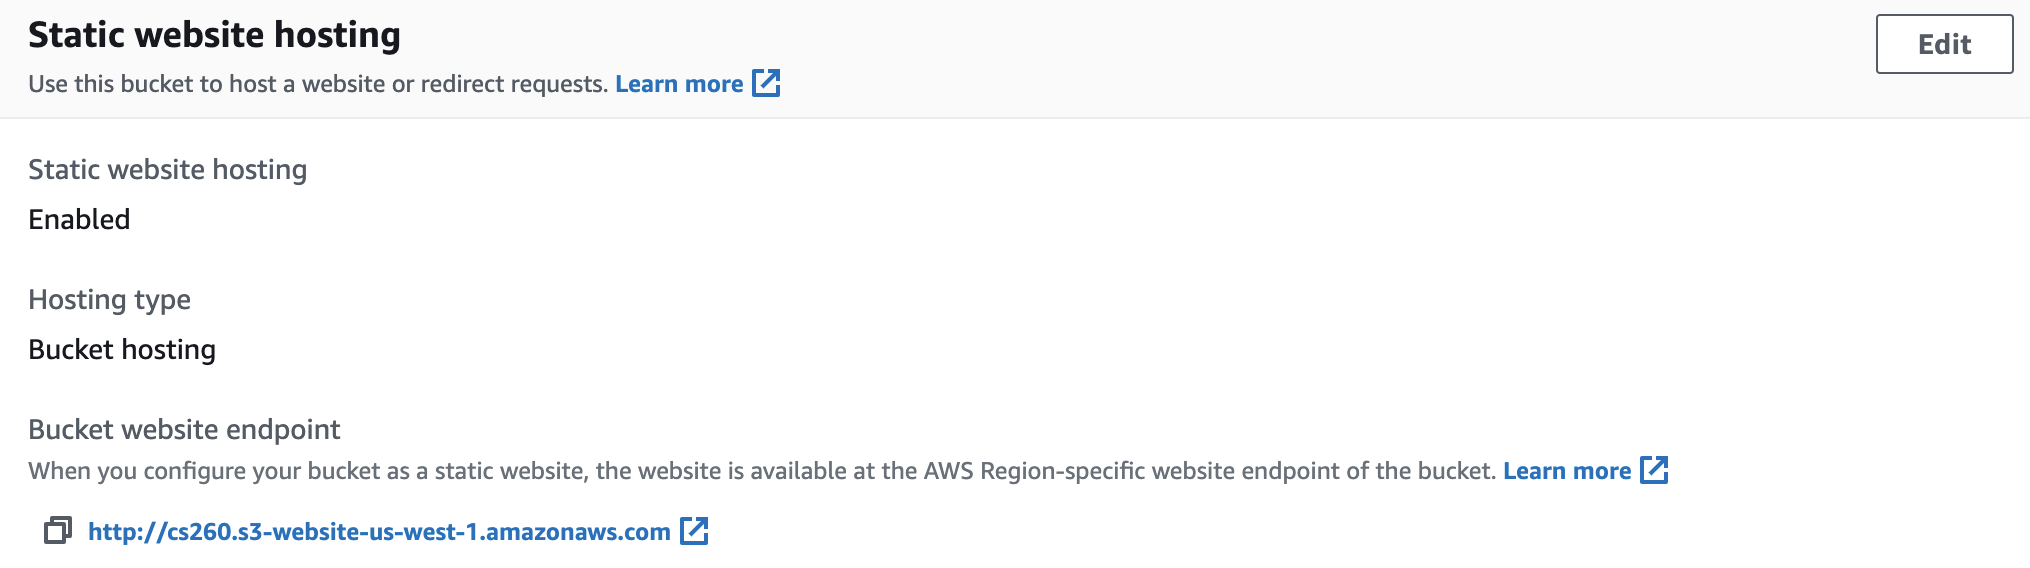 Static website hosting
Edit
Use this bucket to host a website or redirect requests. Learn more
Static website hosting
Enabled
Hosting type
Bucket hosting
Bucket website endpoint
When you configure your bucket as a static website, the website is available at the AWS Region-specific website endpoint of the bucket. Learn more
http://cs260.s3-website-us-west-1.amazonaws.com